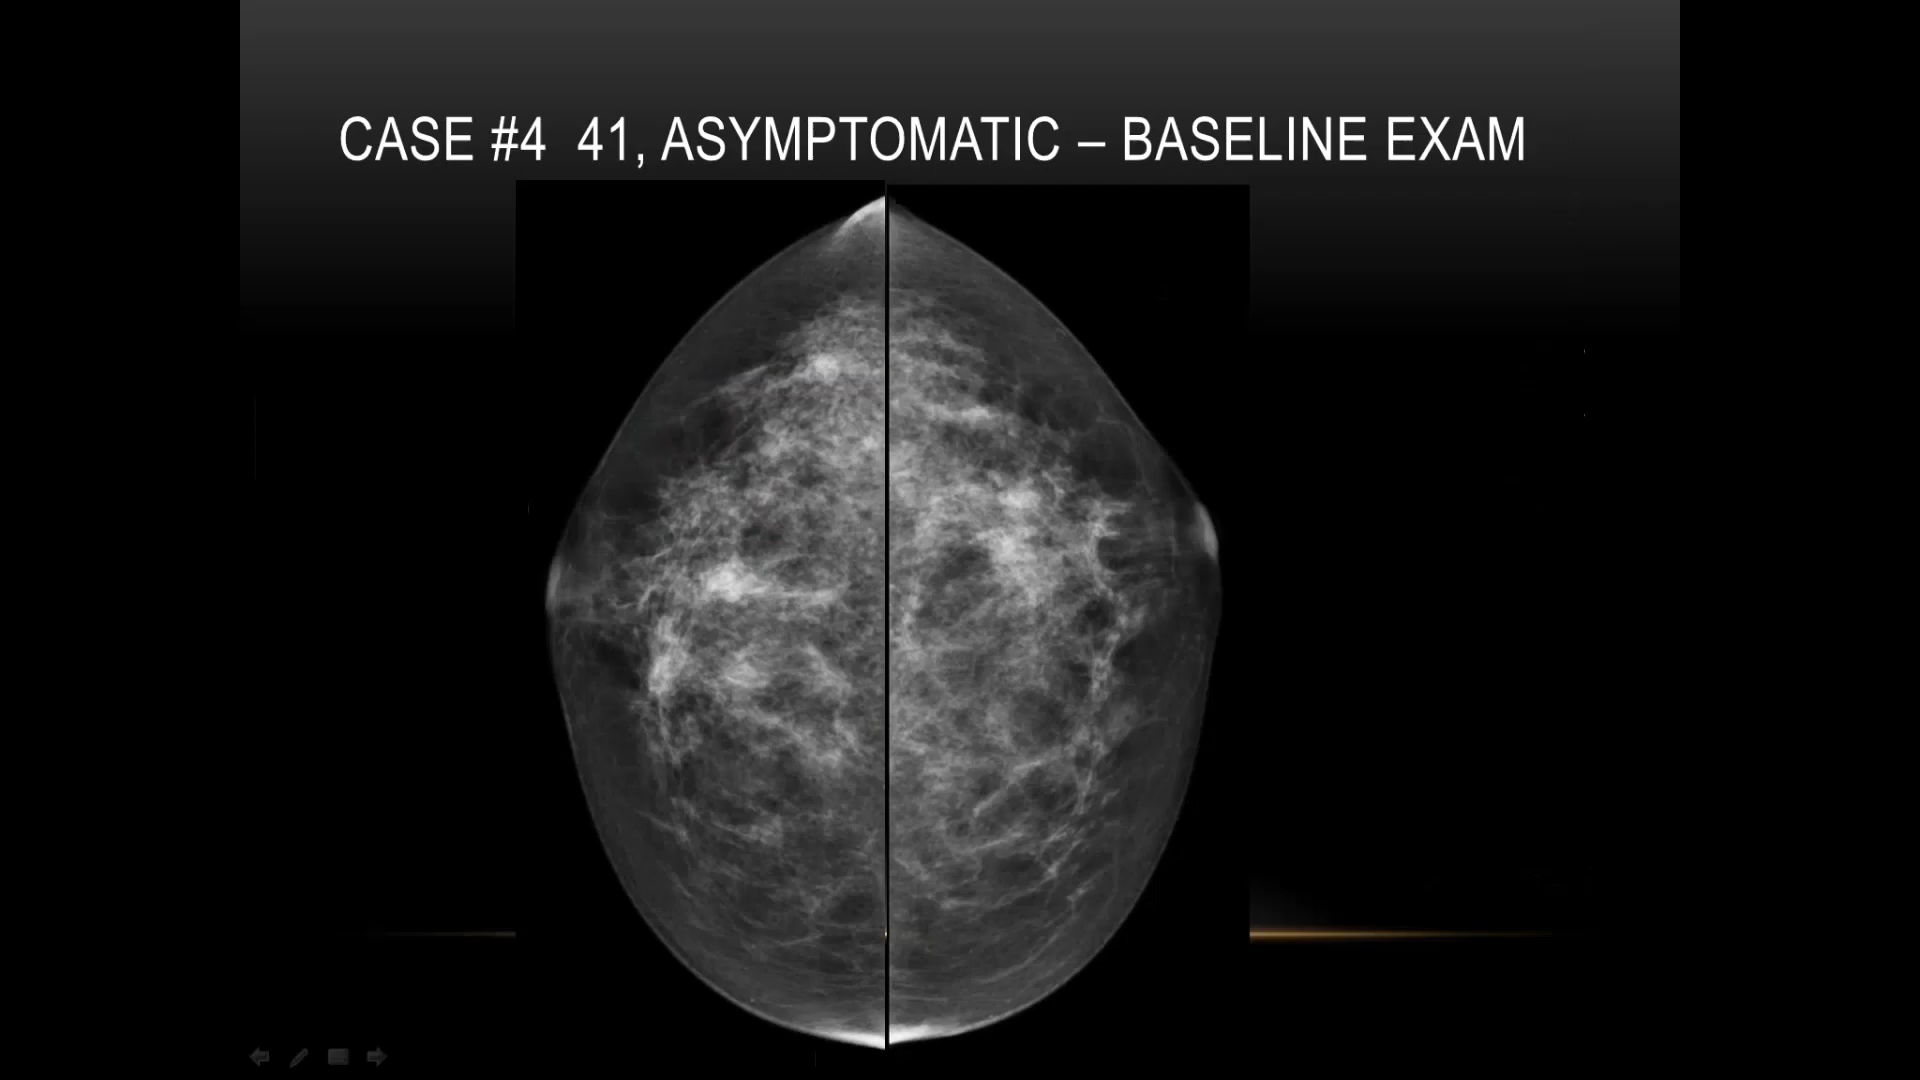 CASE #4 41, ASYMPTOMATIC – BASELINE EXAM